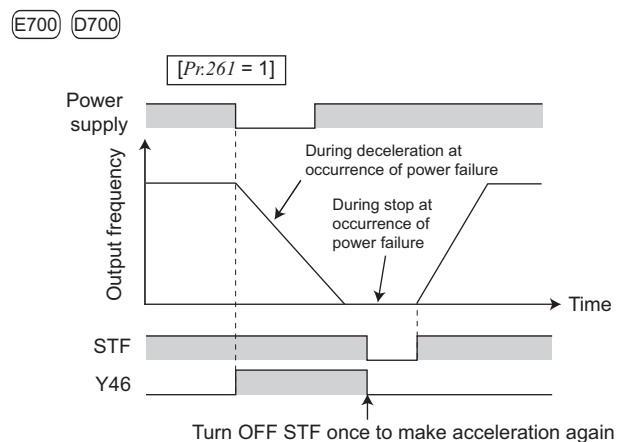 E700 D700
[Pr.261 = 1]
Power
supply
During deceleration at
occurrence of power failure
During stop at
occurrence of
power failure
Output frequency
Time
STF
Y46
Turn OFF STF once to make acceleration again